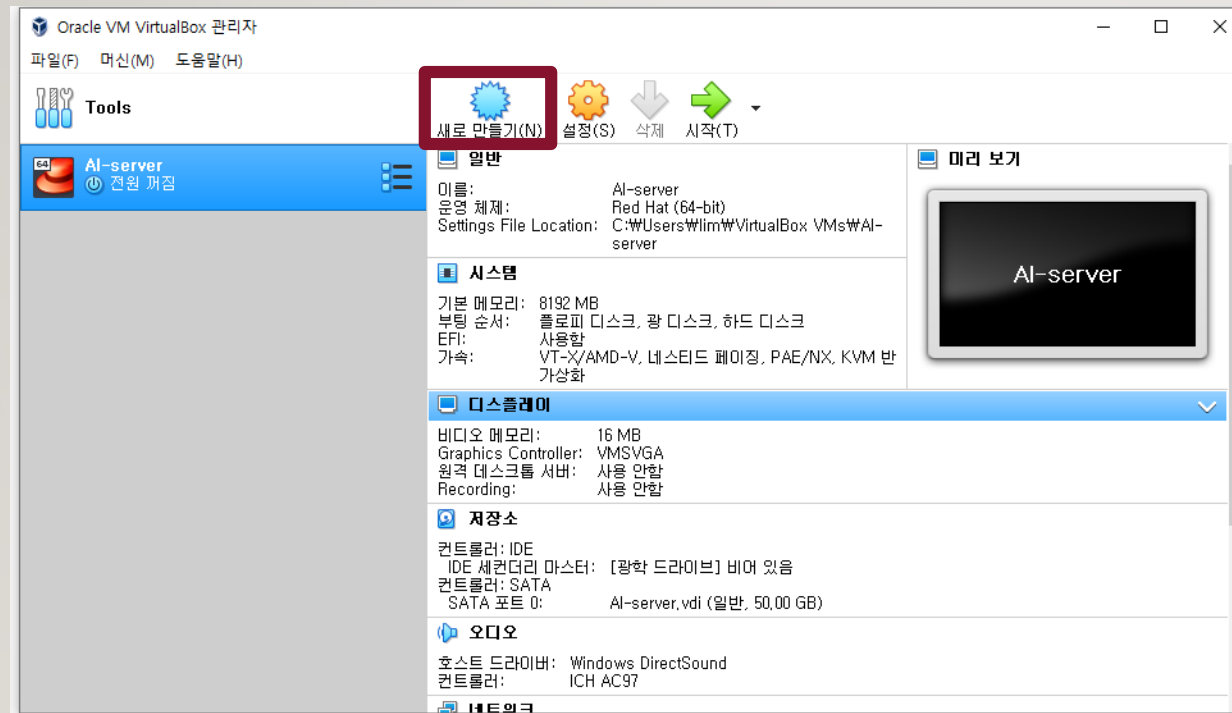 Oracle VM VirtualBox 관리자
파일(F) 머신(M) 도움말(H)
Tools
새로 만들기(N) 설정(S) 삭제 시작(T)
64
AI-server
전원 꺼짐
일반
이름: AI-server
운영 체제: Red Hat (64-bit)
Settings File Location: C:₩Users₩lim₩VirtualBox VMs₩AI-
server
미리 보기
AI-server
시스템
기본 메모리: 8192 MB
부팅 순서: 플로피 디스크, 광 디스크, 하드 디스크
EFI: 사용함
가속: VT-X/AMD-V, 네스티드 페이징, PAE/NX, KVM 반
가상화
디스플레이
비디오 메모리: 16 MB
Graphics Controller: VMSVGA
원격 데스크톱 서버: 사용 안함
Recording: 사용 안함
저장소
컨트롤러: IDE
IDE 세컨더리 마스터: [광학 드라이브] 비어 있음
컨트롤러: SATA
SATA 포트 0: AI-server.vdi (일반, 50,00 GB)
오디오
호스트 드라이버: Windows DirectSound
컨트롤러: ICH AC97
네트워크